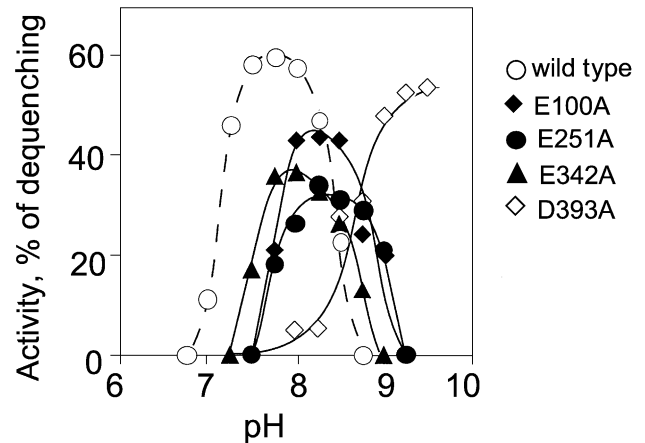 Activity, % of dequenching
60
40
20
0
6 7 8 9 10
pH
wild type
E100A
E251A
E342A
D393A